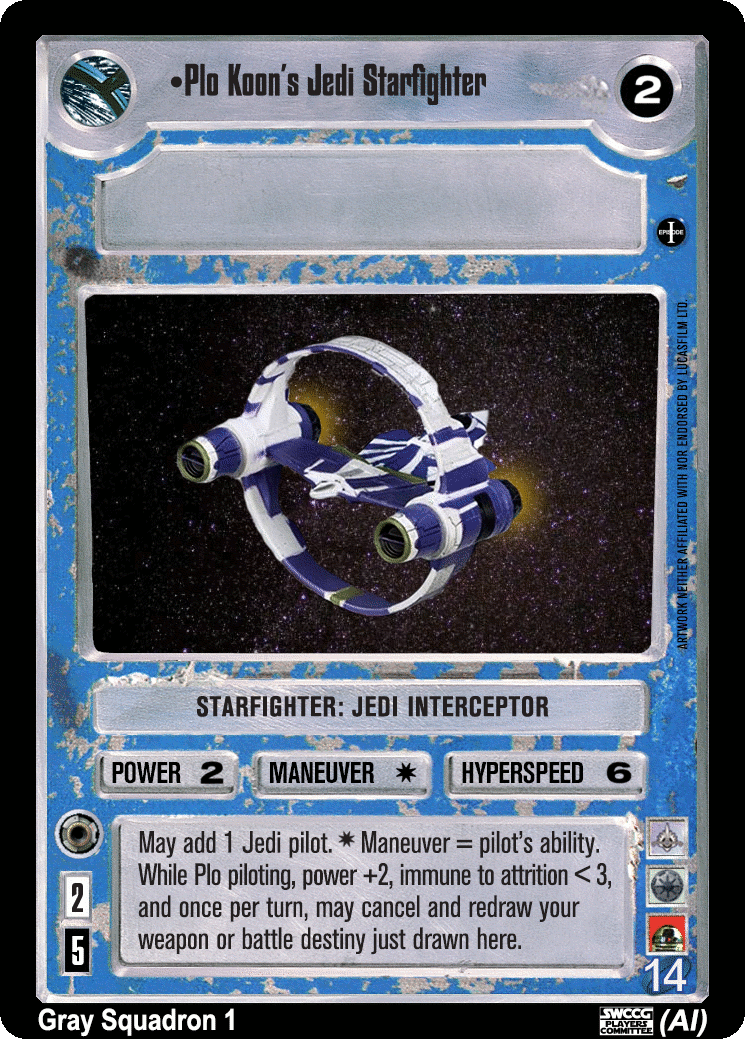 •Plo Koon's Jedi Starfighter
2
EPISODE
I
ARTWORK NEITHER AFFILIATED WITH NOR ENDORSED BY LUCASFILM LTD.
STARFIGHTER: JEDI INTERCEPTOR
POWER 2 MANEUVER ✷ HYPERSPEED 6
May add 1 Jedi pilot. ✷ Maneuver = pilot's ability.
While Plo piloting, power +2, immune to attrition < 3,
and once per turn, may cancel and redraw your
weapon or battle destiny just drawn here.
2
5
14
Gray Squadron 1
SWCCG
PLAYERS
COMMITTEE
(AI)